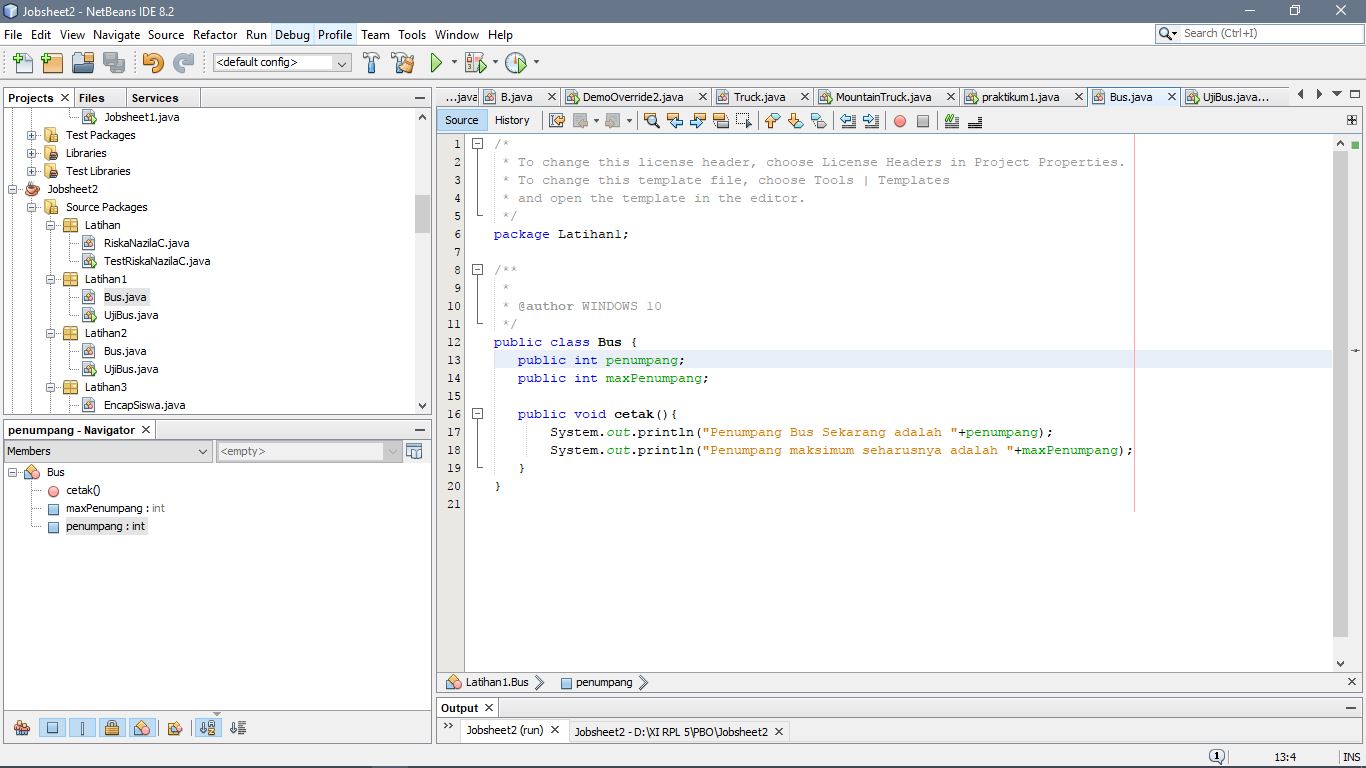 Jobsheet2 - NetBeans IDE 8.2
File Edit View Navigate Source Refactor Run Debug Profile Team Tools Window Help
Search (Ctrl+I)
<default config>
Projects Files Services
Jobsheet1.java
Test Packages
Libraries
Test Libraries
Jobsheet2
Source Packages
Latihan
RiskaNazilaC.java
TestRiskaNazilaC.java
Latihan1
Bus.java
UjiBus.java
Latihan2
Bus.java
UjiBus.java
Latihan3
EncapSiswa.java
penumpang - Navigator
Members
<empty>
Bus
cetak()
maxPenumpang : int
penumpang : int
...java B.java DemoOverride2.java Truck.java MountainTruck.java praktikum1.java Bus.java UjiBus.java...
Source History
1 /*
2 * To change this license header, choose License Headers in Project Properties.
3 * To change this template file, choose Tools | Templates
4 * and open the template in the editor.
5 */
6 package Latihan1;
7
8 /**
9 *
10 * @author WINDOWS 10
11 */
12 public class Bus {
13 public int penumpang;
14 public int maxPenumpang;
15
16 public void cetak(){
17 System.out.println("Penumpang Bus Sekarang adalah "+penumpang);
18 System.out.println("Penumpang maksimum seharusnya adalah "+maxPenumpang);
19 }
20 }
21
Latihan1.Bus penumpang
Output
Jobsheet2 (run) Jobsheet2 - D:\XI RPL 5\PBO\Jobsheet2
1 13:4 INS